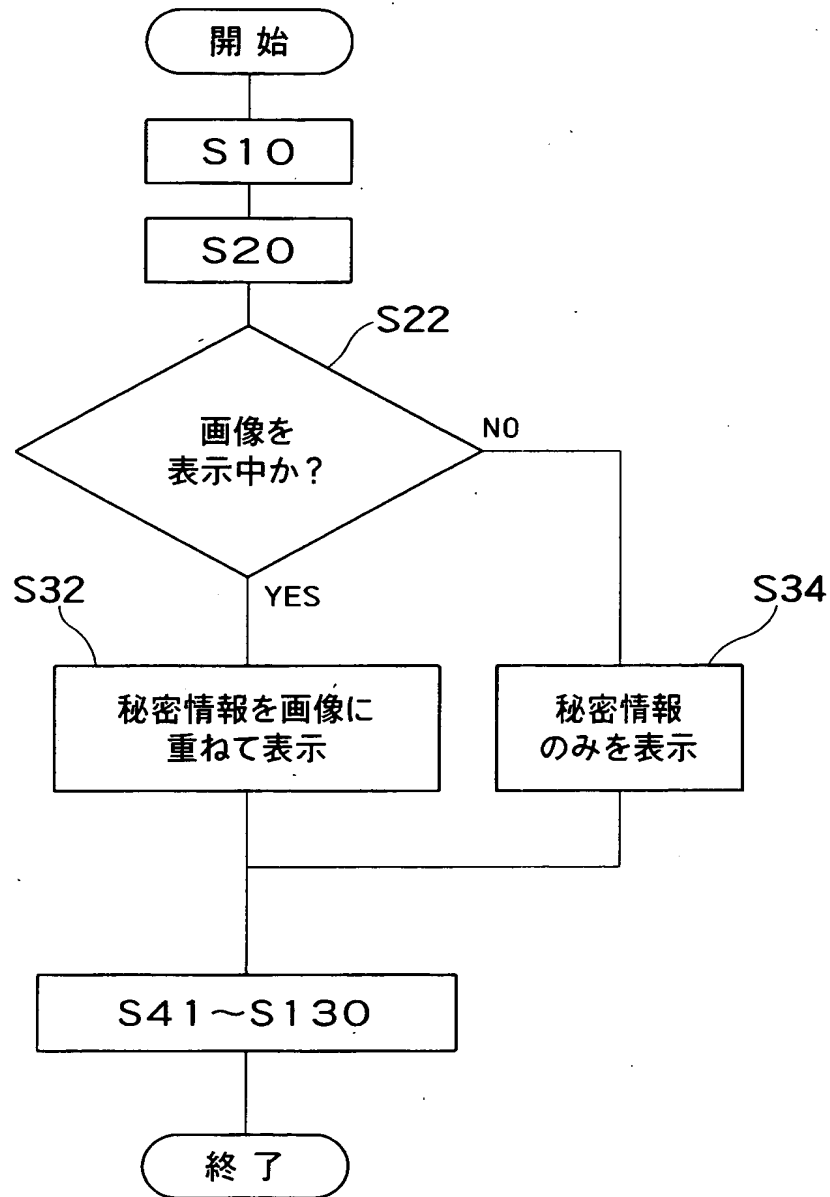 開始
S10
S20
S22
画像を
表示中か?
NO
YES
S32
秘密情報を画像に
重ねて表示
S34
秘密情報
のみを表示
S41~S130
終了